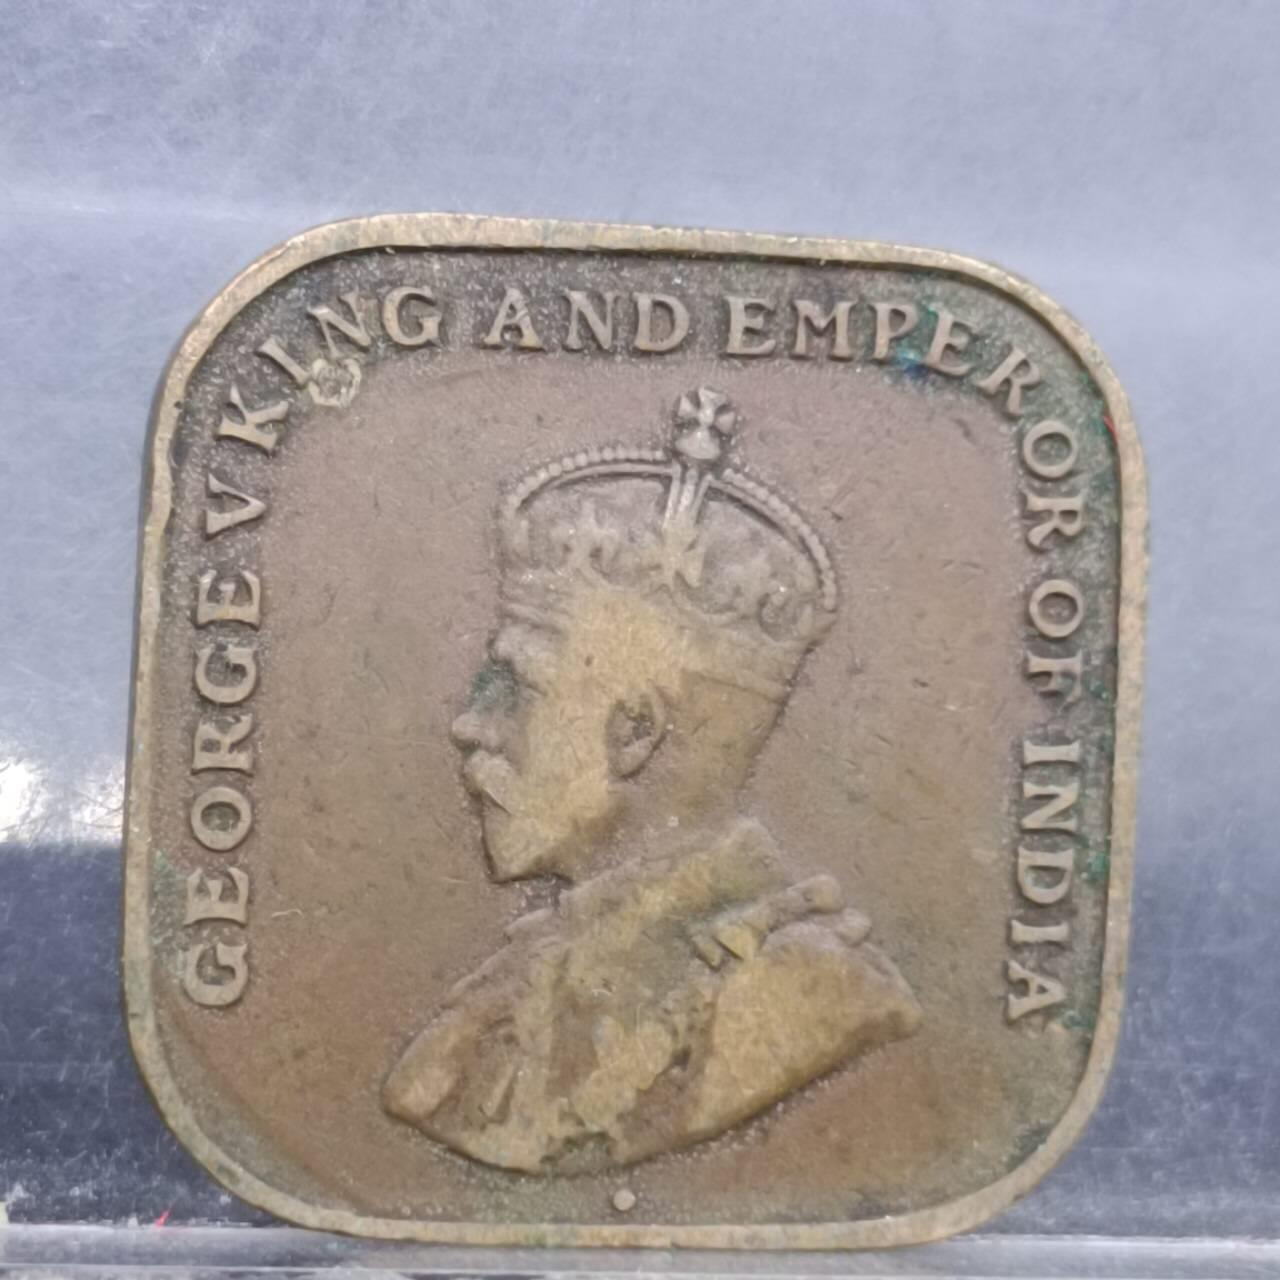 GEORGE V KING AND EMPEROR OF INDIA